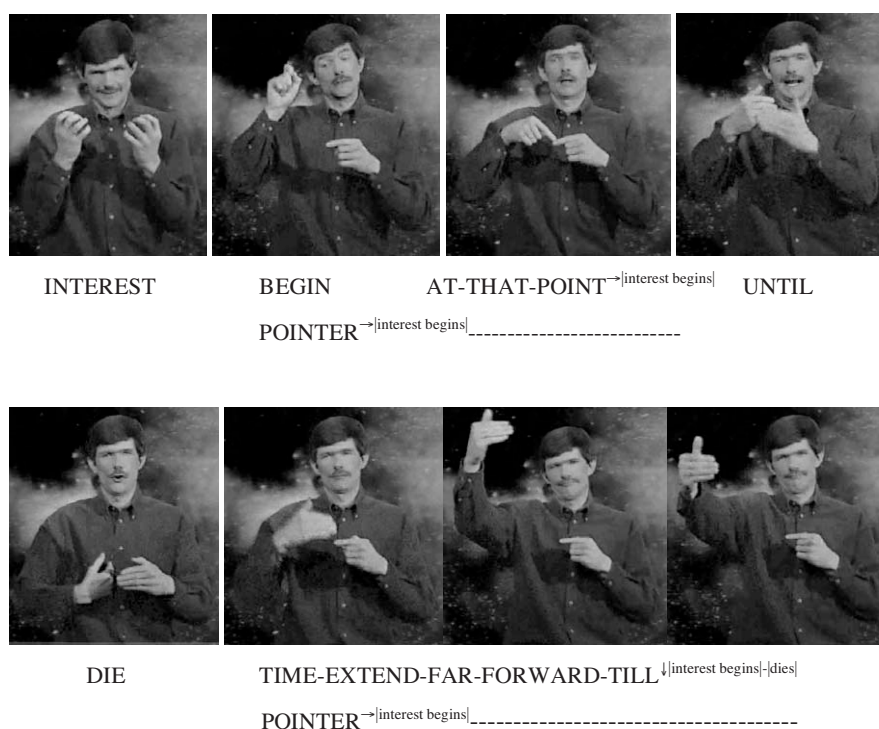 INTEREST BEGIN AT-THAT-POINT→|interest begins| UNTIL
POINTER→|interest begins|---------------------------
DIE TIME-EXTEND-FAR-FORWARD-TILL↓|interest begins|-|dies|
POINTER→|interest begins|------------------------------------------